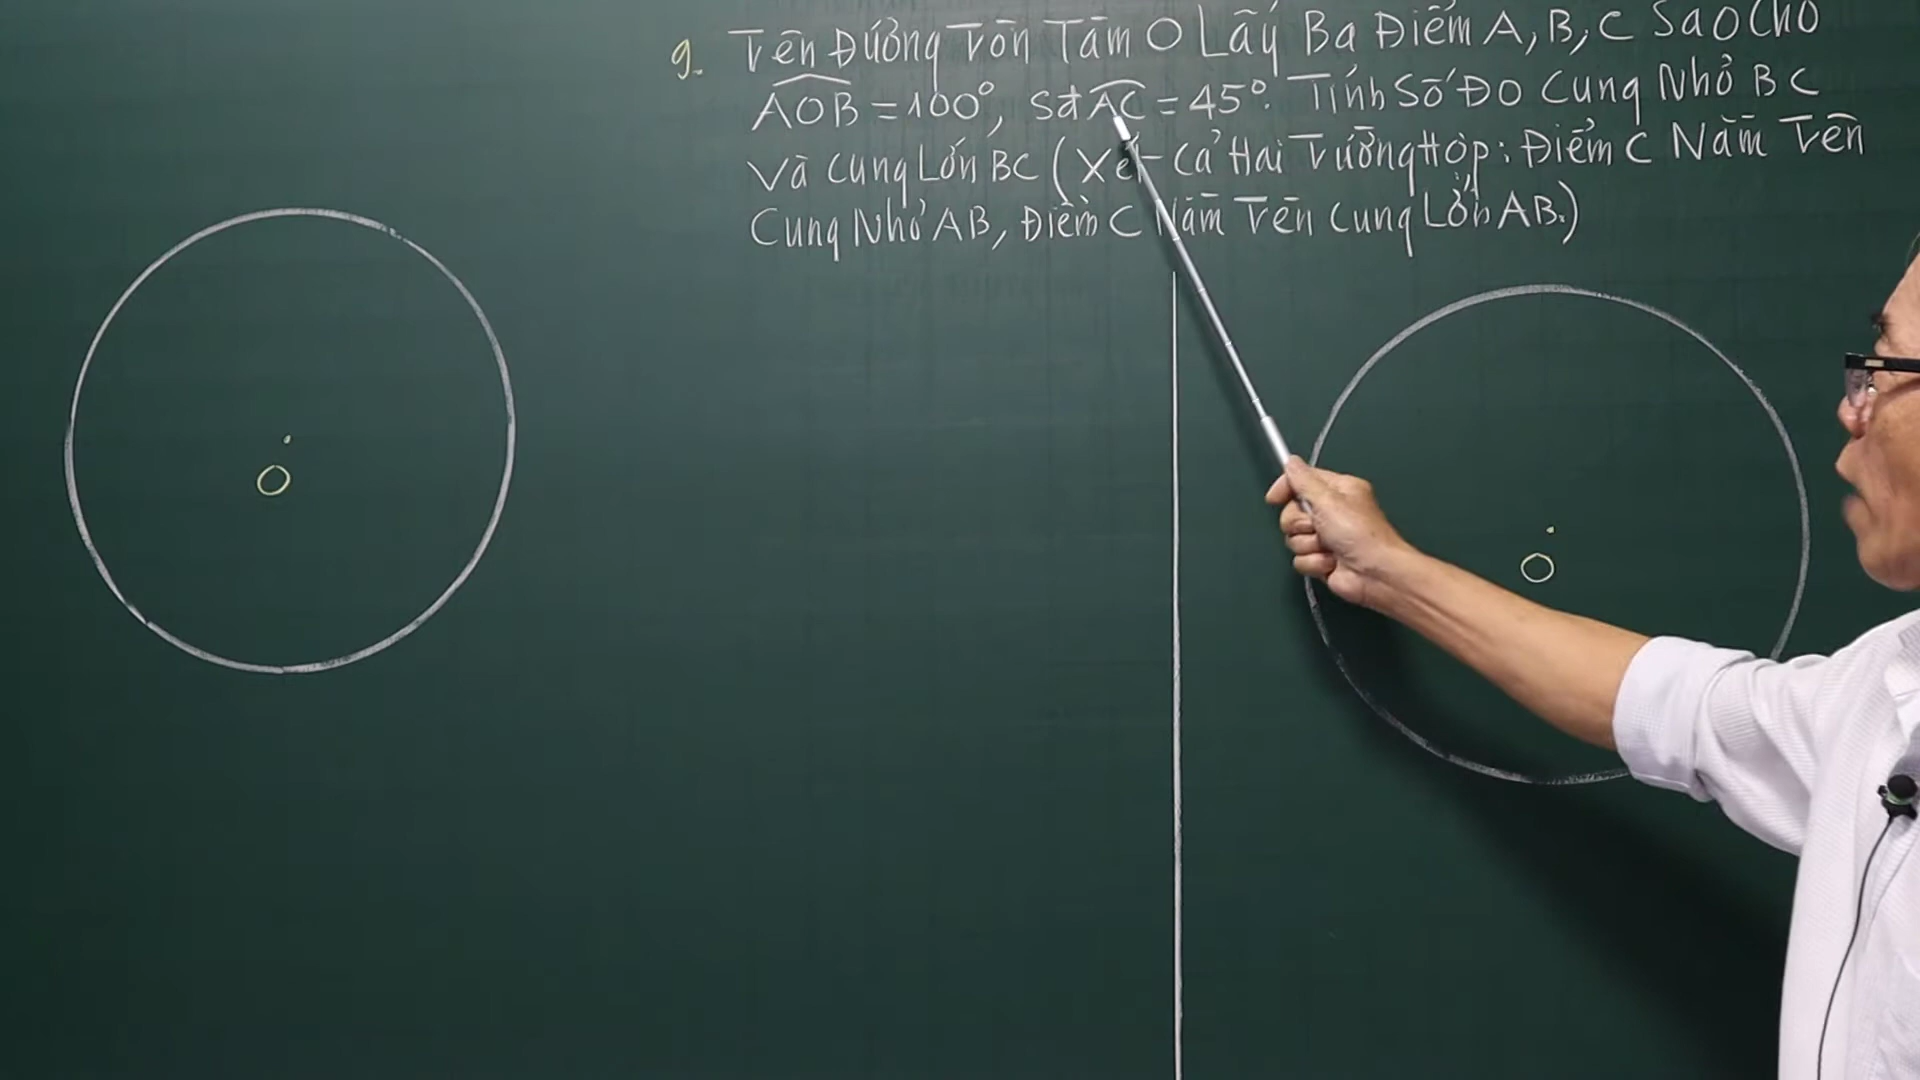 9. Trên Đường Tròn Tâm O Lấy Ba Điểm A, B, C Sao Cho
AOB = 100°, Sđ AC = 45°. Tính Số Đo Cung Nhỏ BC
Và Cung Lớn BC (Xét Cả Hai Trường Hợp: Điểm C Nằm Trên
Cung Nhỏ AB, Điểm C Nằm Trên Cung Lớn AB.)
O
O